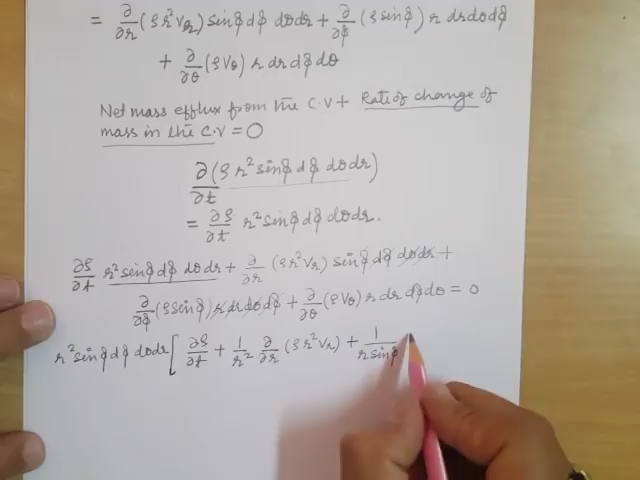 = ∂/∂r (ρ r² v_r) sinϕ dϕ dθ dr + ∂/∂ϕ (ρ sinϕ) r dr dθ dϕ
+ ∂/∂θ (ρ v_θ) r dr dϕ dθ
Net mass efflux from the C.V + Rate of change of
mass in the C.V = 0
∂/∂t (ρ r² sinϕ dϕ dθ dr)
= ∂ρ/∂t r² sinϕ dϕ dθ dr.
∂ρ/∂t r² sinϕ dϕ dθ dr + ∂/∂r (ρ r² v_r) sinϕ dϕ dθ dr +
∂/∂ϕ (ρ sinϕ) r dr dθ dϕ + ∂/∂θ (ρ v_θ) r dr dϕ dθ = 0
r² sinϕ dϕ dθ dr [ ∂ρ/∂t + 1/r² ∂/∂r (ρ r² v_r) + 1/r sinϕ